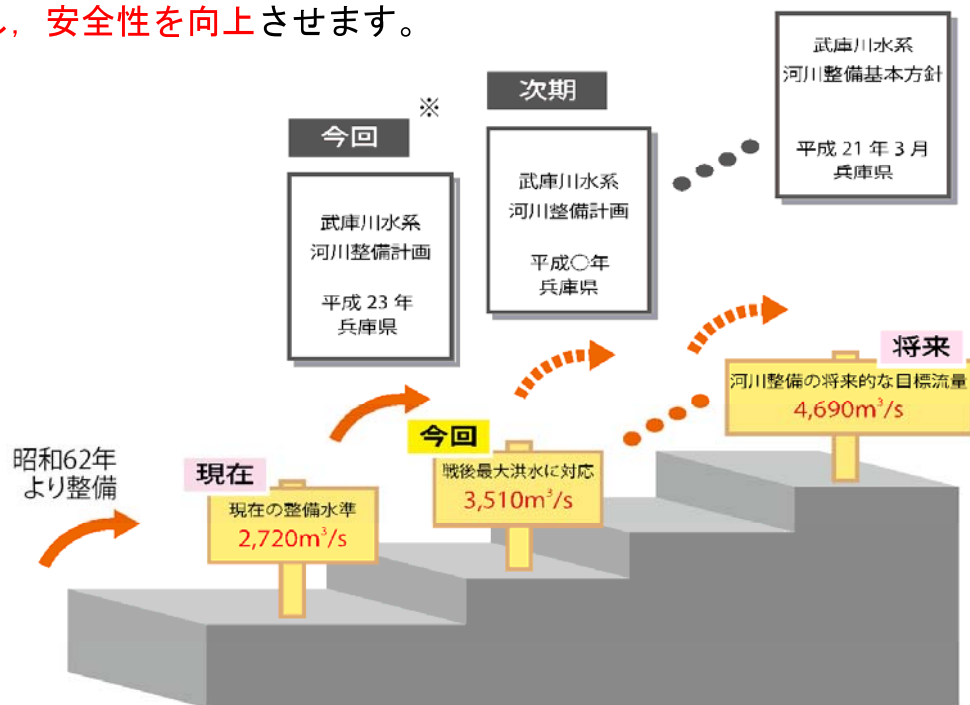 安全性を向上させます。
武庫川水系
河川整備基本方針
平成 21 年 3 月
兵庫県
次期
武庫川水系
河川整備計画
平成○年
兵庫県
※
今回
武庫川水系
河川整備計画
平成 23 年
兵庫県
将来
河川整備の将来的な目標流量
4,690m³/s
今回
戦後最大洪水に対応
3,510m³/s
現在
現在の整備水準
2,720m³/s
昭和62年
より整備